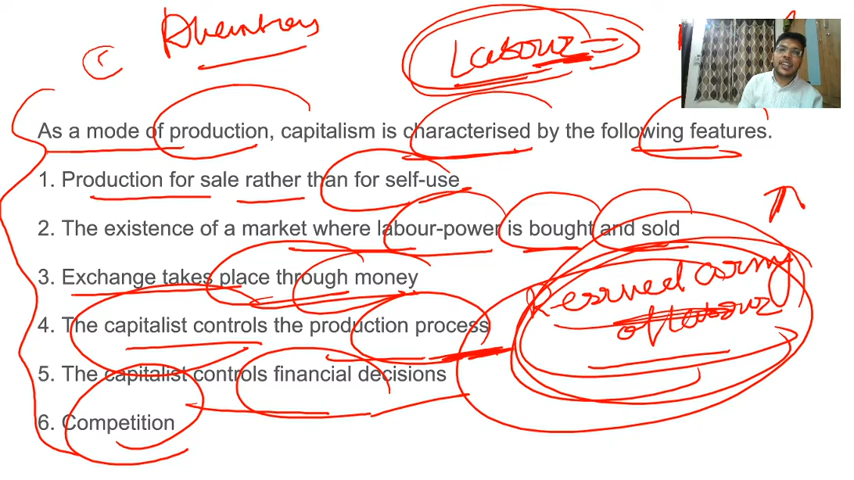 Labour
As a mode of production, capitalism is characterised by the following features.
1. Production for sale rather than for self-use
2. The existence of a market where labour-power is bought and sold
3. Exchange takes place through money
4. The capitalist controls the production process
5. The capitalist controls financial decisions
6. Competition
Reserved army
of labour